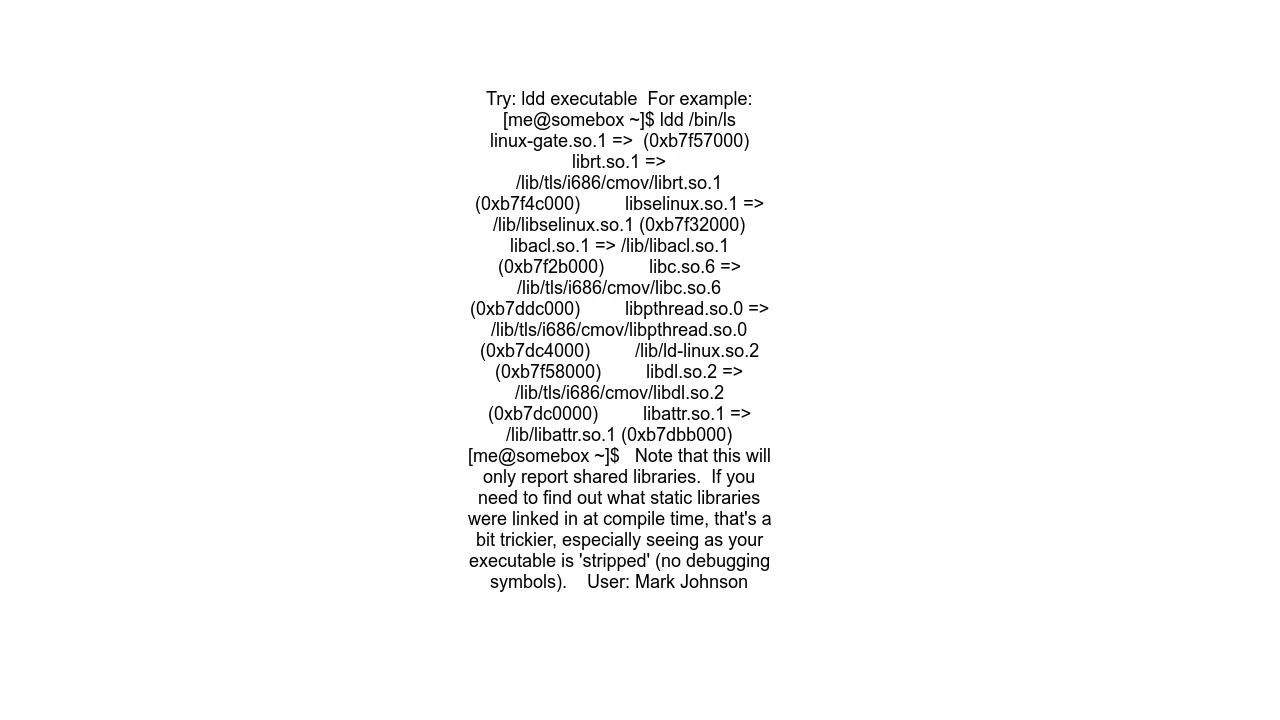 Try: ldd executable  For example:
[me@somebox ~]$ ldd /bin/ls
linux-gate.so.1 =>  (0xb7f57000)
librt.so.1 =>
/lib/tls/i686/cmov/librt.so.1
(0xb7f4c000)         libselinux.so.1 =>
/lib/libselinux.so.1 (0xb7f32000)
libacl.so.1 => /lib/libacl.so.1
(0xb7f2b000)         libc.so.6 =>
/lib/tls/i686/cmov/libc.so.6
(0xb7ddc000)         libpthread.so.0 =>
/lib/tls/i686/cmov/libpthread.so.0
(0xb7dc4000)         /lib/ld-linux.so.2
(0xb7f58000)         libdl.so.2 =>
/lib/tls/i686/cmov/libdl.so.2
(0xb7dc0000)         libattr.so.1 =>
/lib/libattr.so.1 (0xb7dbb000)
[me@somebox ~]$   Note that this will
only report shared libraries.  If you
need to find out what static libraries
were linked in at compile time, that's a
bit trickier, especially seeing as your
executable is 'stripped' (no debugging
symbols).    User: Mark Johnson